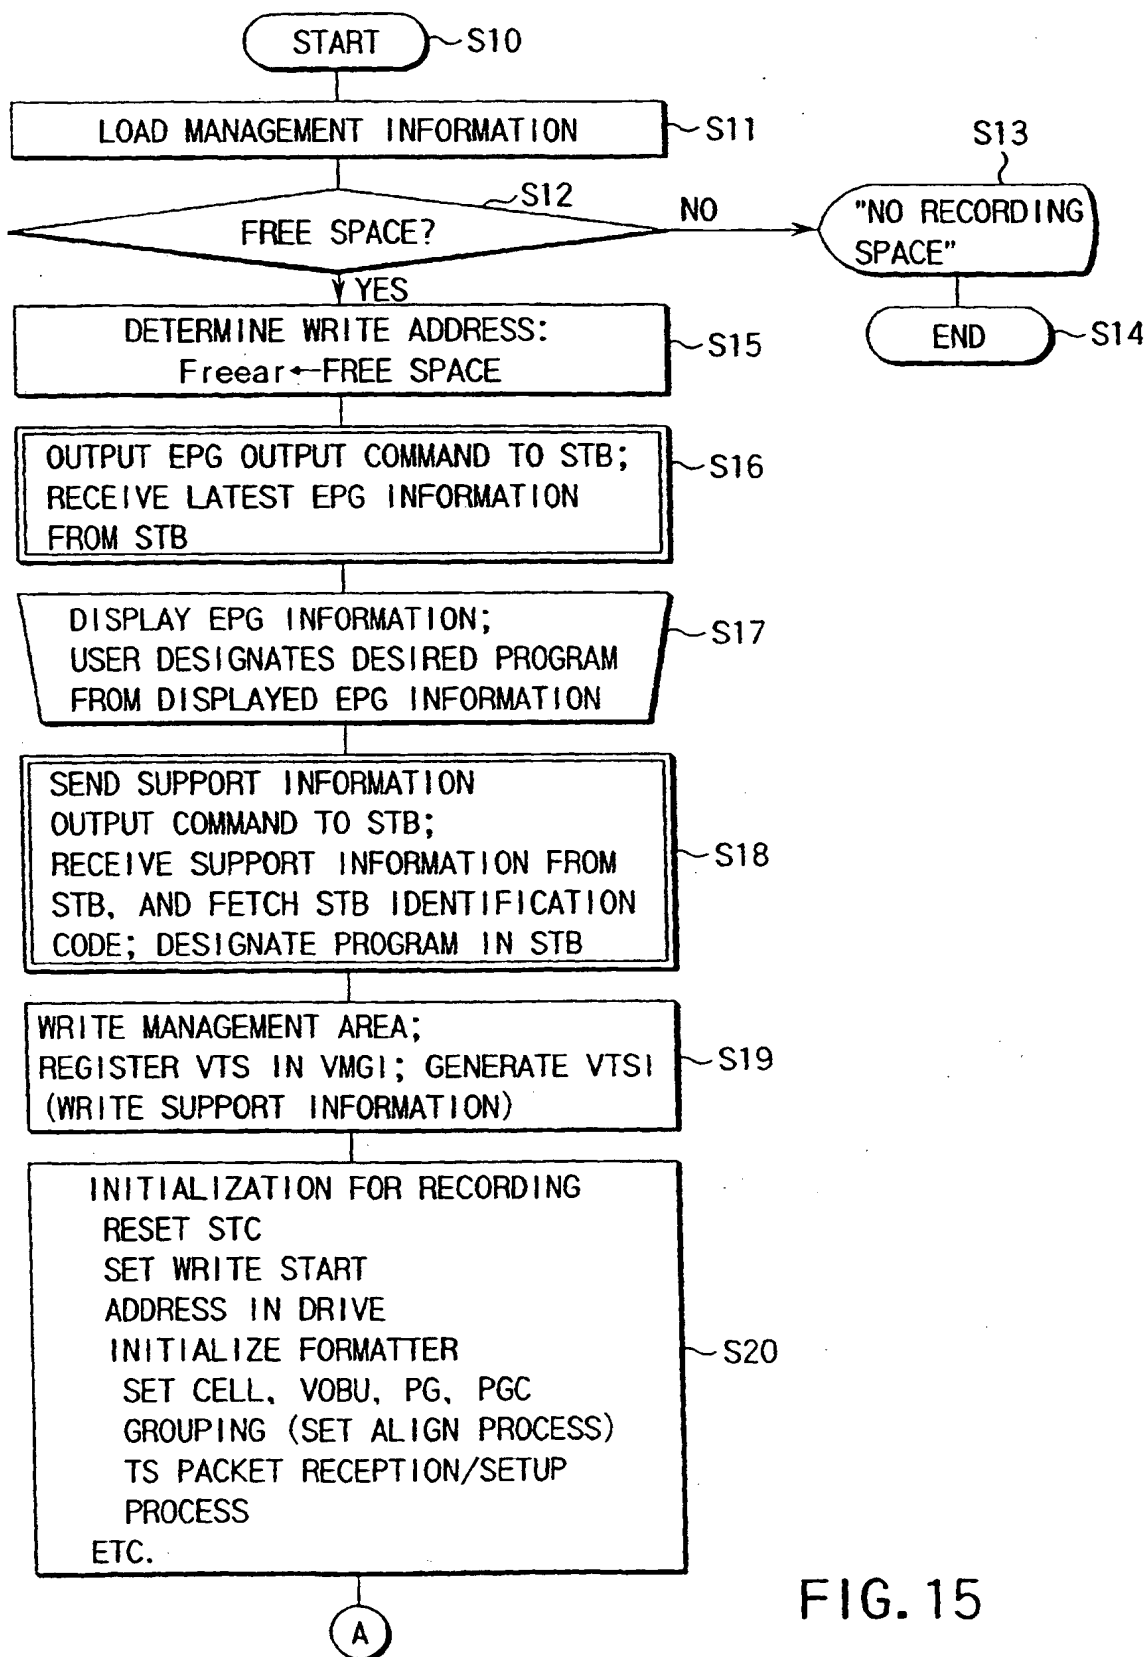 START
S10
LOAD MANAGEMENT INFORMATION
S11
S12
FREE SPACE?
NO
S13
"NO RECORDING
SPACE"
END
S14
YES
DETERMINE WRITE ADDRESS:
Freear←FREE SPACE
S15
OUTPUT EPG OUTPUT COMMAND TO STB;
RECEIVE LATEST EPG INFORMATION
FROM STB
S16
DISPLAY EPG INFORMATION;
USER DESIGNATES DESIRED PROGRAM
FROM DISPLAYED EPG INFORMATION
S17
SEND SUPPORT INFORMATION
OUTPUT COMMAND TO STB;
RECEIVE SUPPORT INFORMATION FROM
STB, AND FETCH STB IDENTIFICATION
CODE; DESIGNATE PROGRAM IN STB
S18
WRITE MANAGEMENT AREA;
REGISTER VTS IN VMGI; GENERATE VTSI
(WRITE SUPPORT INFORMATION)
S19
INITIALIZATION FOR RECORDING
RESET STC
SET WRITE START
ADDRESS IN DRIVE
INITIALIZE FORMATTER
SET CELL, VOBU, PG, PGC
GROUPING (SET ALIGN PROCESS)
TS PACKET RECEPTION/SETUP
PROCESS
ETC.
S20
A
FIG. 15